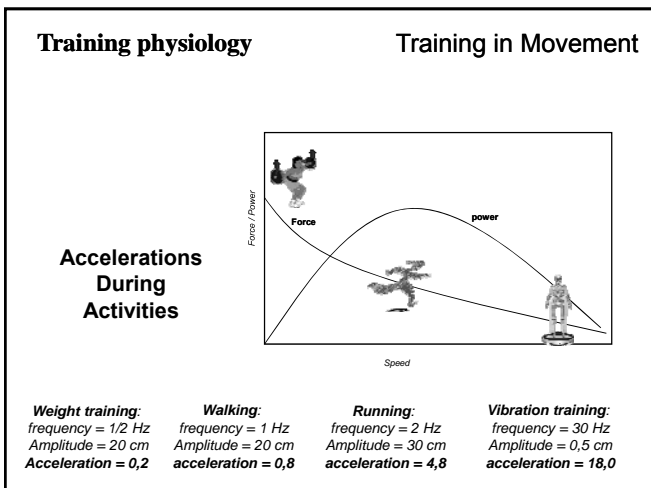 Training physiology
Training in Movement
Force / Power
Force
power
Accelerations
During
Activities
Speed
Weight training:
frequency = 1/2 Hz
Amplitude = 20 cm
Acceleration = 0,2
Walking:
frequency = 1 Hz
Amplitude = 20 cm
acceleration = 0,8
Running:
frequency = 2 Hz
Amplitude = 30 cm
acceleration = 4,8
Vibration training:
frequency = 30 Hz
Amplitude = 0,5 cm
acceleration = 18,0